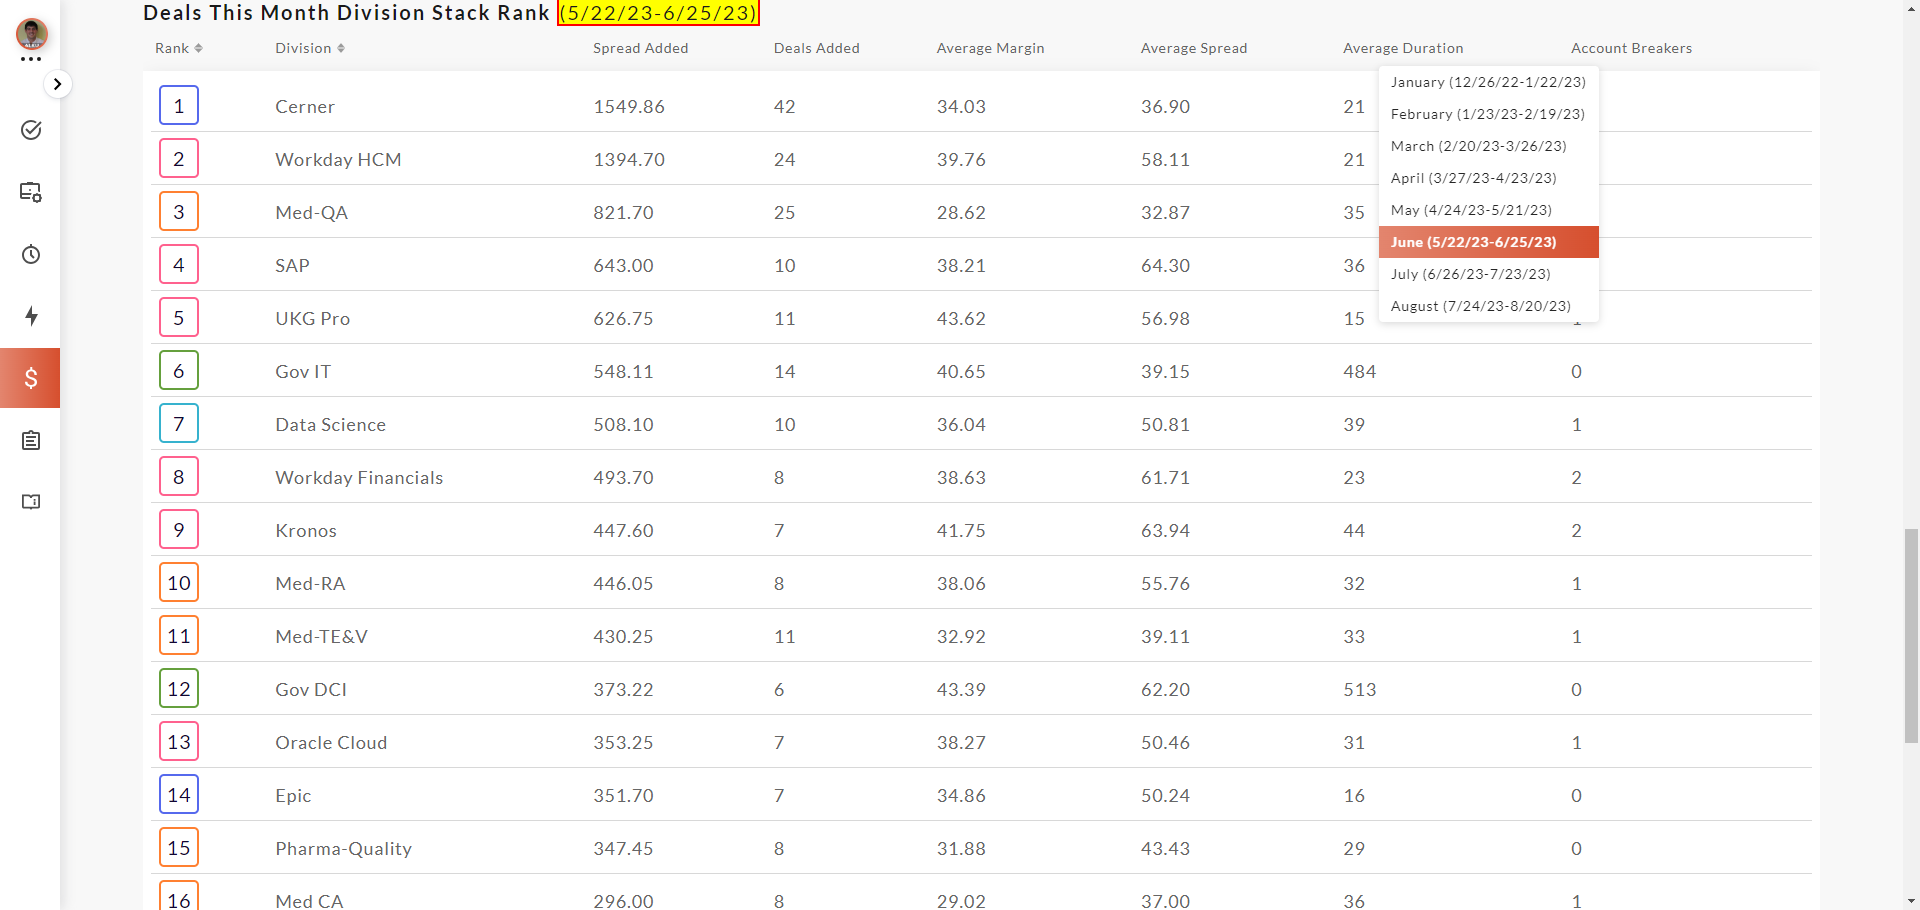 Deals This Month Division Stack Rank (5/22/23-6/25/23)
Rank Division Spread Added Deals Added Average Margin Average Spread Average Duration Account Breakers
January (12/26/22-1/22/23)
February (1/23/23-2/19/23)
March (2/20/23-3/26/23)
April (3/27/23-4/23/23)
May (4/24/23-5/21/23)
June (5/22/23-6/25/23)
July (6/26/23-7/23/23)
August (7/24/23-8/20/23)
1 Cerner 1549.86 42 34.03 36.90 21
2 Workday HCM 1394.70 24 39.76 58.11 21
3 Med-QA 821.70 25 28.62 32.87 35
4 SAP 643.00 10 38.21 64.30 36
5 UKG Pro 626.75 11 43.62 56.98 15
6 Gov IT 548.11 14 40.65 39.15 484 0
7 Data Science 508.10 10 36.04 50.81 39 1
8 Workday Financials 493.70 8 38.63 61.71 23 2
9 Kronos 447.60 7 41.75 63.94 44 2
10 Med-RA 446.05 8 38.06 55.76 32 1
11 Med-TE&V 430.25 11 32.92 39.11 33 1
12 Gov DCI 373.22 6 43.39 62.20 513 0
13 Oracle Cloud 353.25 7 38.27 50.46 31 1
14 Epic 351.70 7 34.86 50.24 16 0
15 Pharma-Quality 347.45 8 31.88 43.43 29 0
16 Med CA 296.00 8 29.02 37.00 36 1